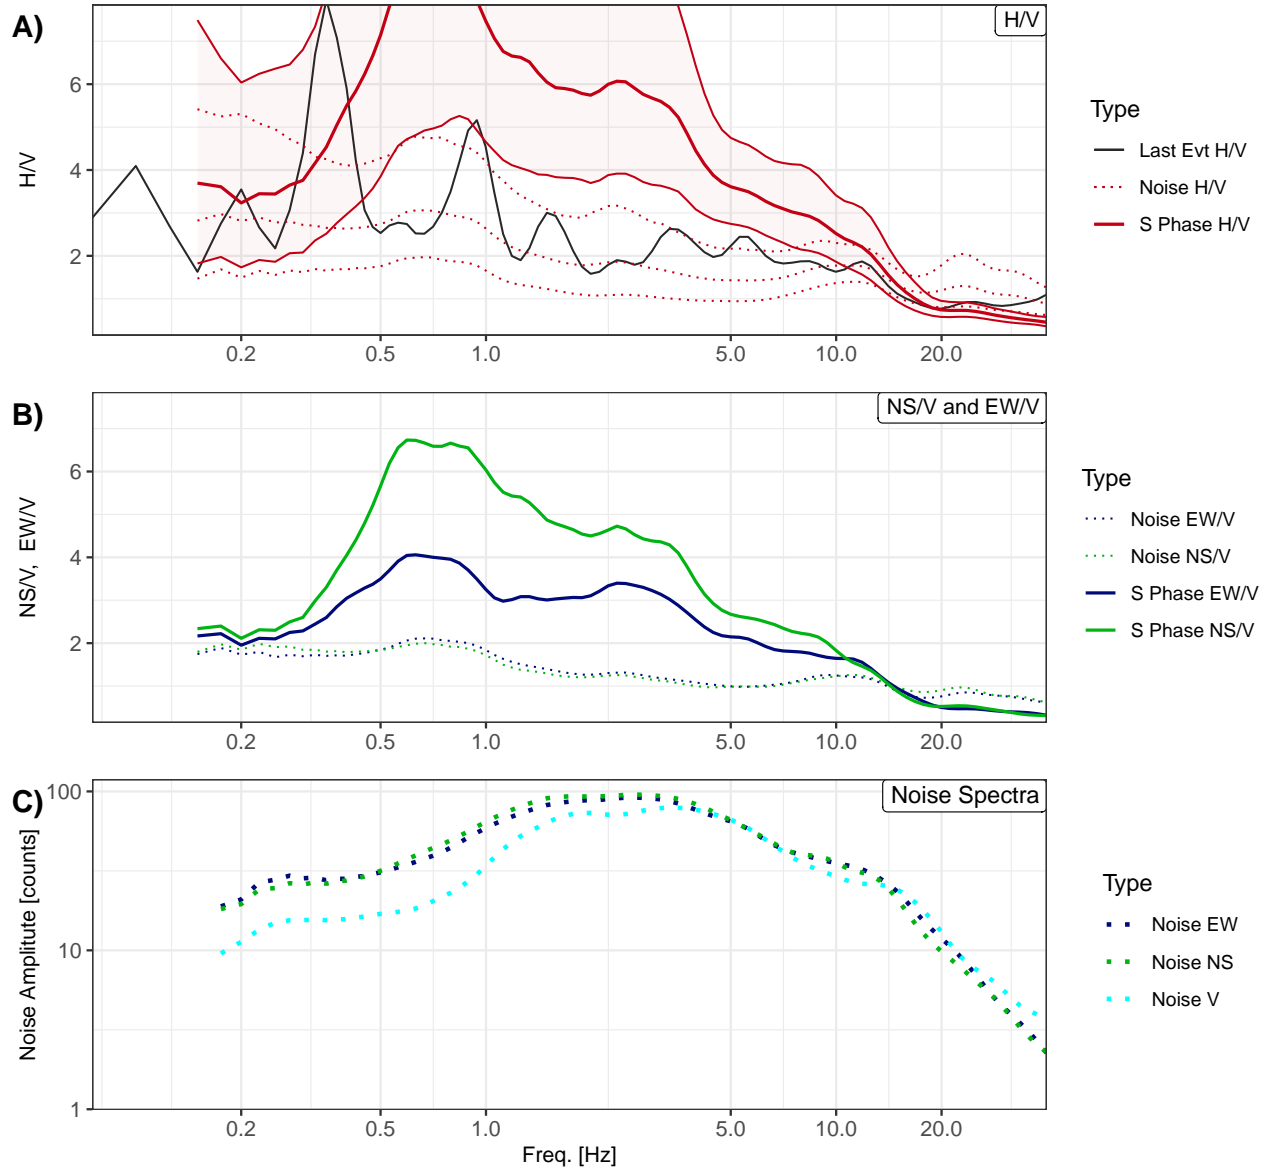 A)
H/V
H/V
6
4
2
0.2 0.5 1.0 5.0 10.0 20.0
Type
Last Evt H/V
Noise H/V
S Phase H/V
B)
NS/V and EW/V
NS/V, EW/V
6
4
2
0.2 0.5 1.0 5.0 10.0 20.0
Type
Noise EW/V
Noise NS/V
S Phase EW/V
S Phase NS/V
C)
Noise Spectra
Noise Amplitute [counts]
100
10
1
0.2 0.5 1.0 5.0 10.0 20.0
Freq. [Hz]
Type
Noise EW
Noise NS
Noise V